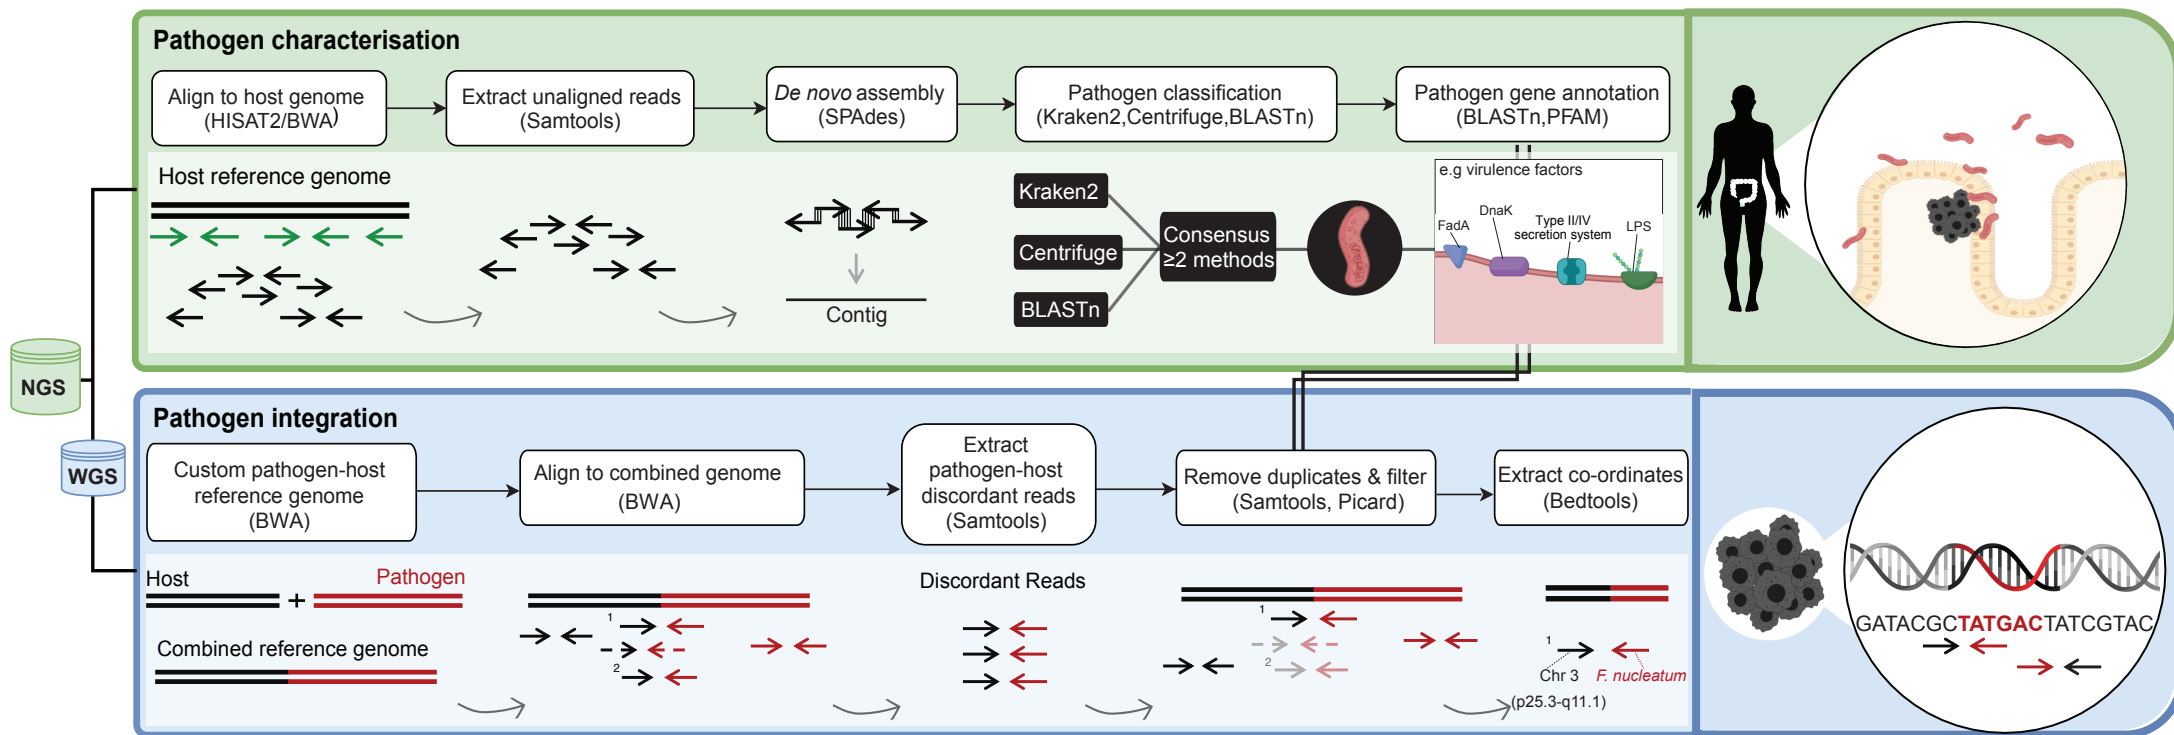 Pathogen characterisation
Align to host genome
(HISAT2/BWA)
Extract unaligned reads
(Samtools)
De novo assembly
(SPAdes)
Pathogen classification
(Kraken2,Centrifuge,BLASTn)
Pathogen gene annotation
(BLASTn,PFAM)
Host reference genome
Contig
Kraken2
Centrifuge
BLASTn
Consensus
≥2 methods
e.g virulence factors
FadA
DnaK
Type II/IV
secretion system
LPS
NGS
WGS
Pathogen integration
Custom pathogen-host
reference genome
(BWA)
Align to combined genome
(BWA)
Extract
pathogen-host
discordant reads
(Samtools)
Remove duplicates & filter
(Samtools, Picard)
Extract co-ordinates
(Bedtools)
Host
+
Pathogen
Combined reference genome
1
2
Discordant Reads
1
2
1
Chr 3
F. nucleatum
(p25.3-q11.1)
GATACGCTATGACTATCGTAC